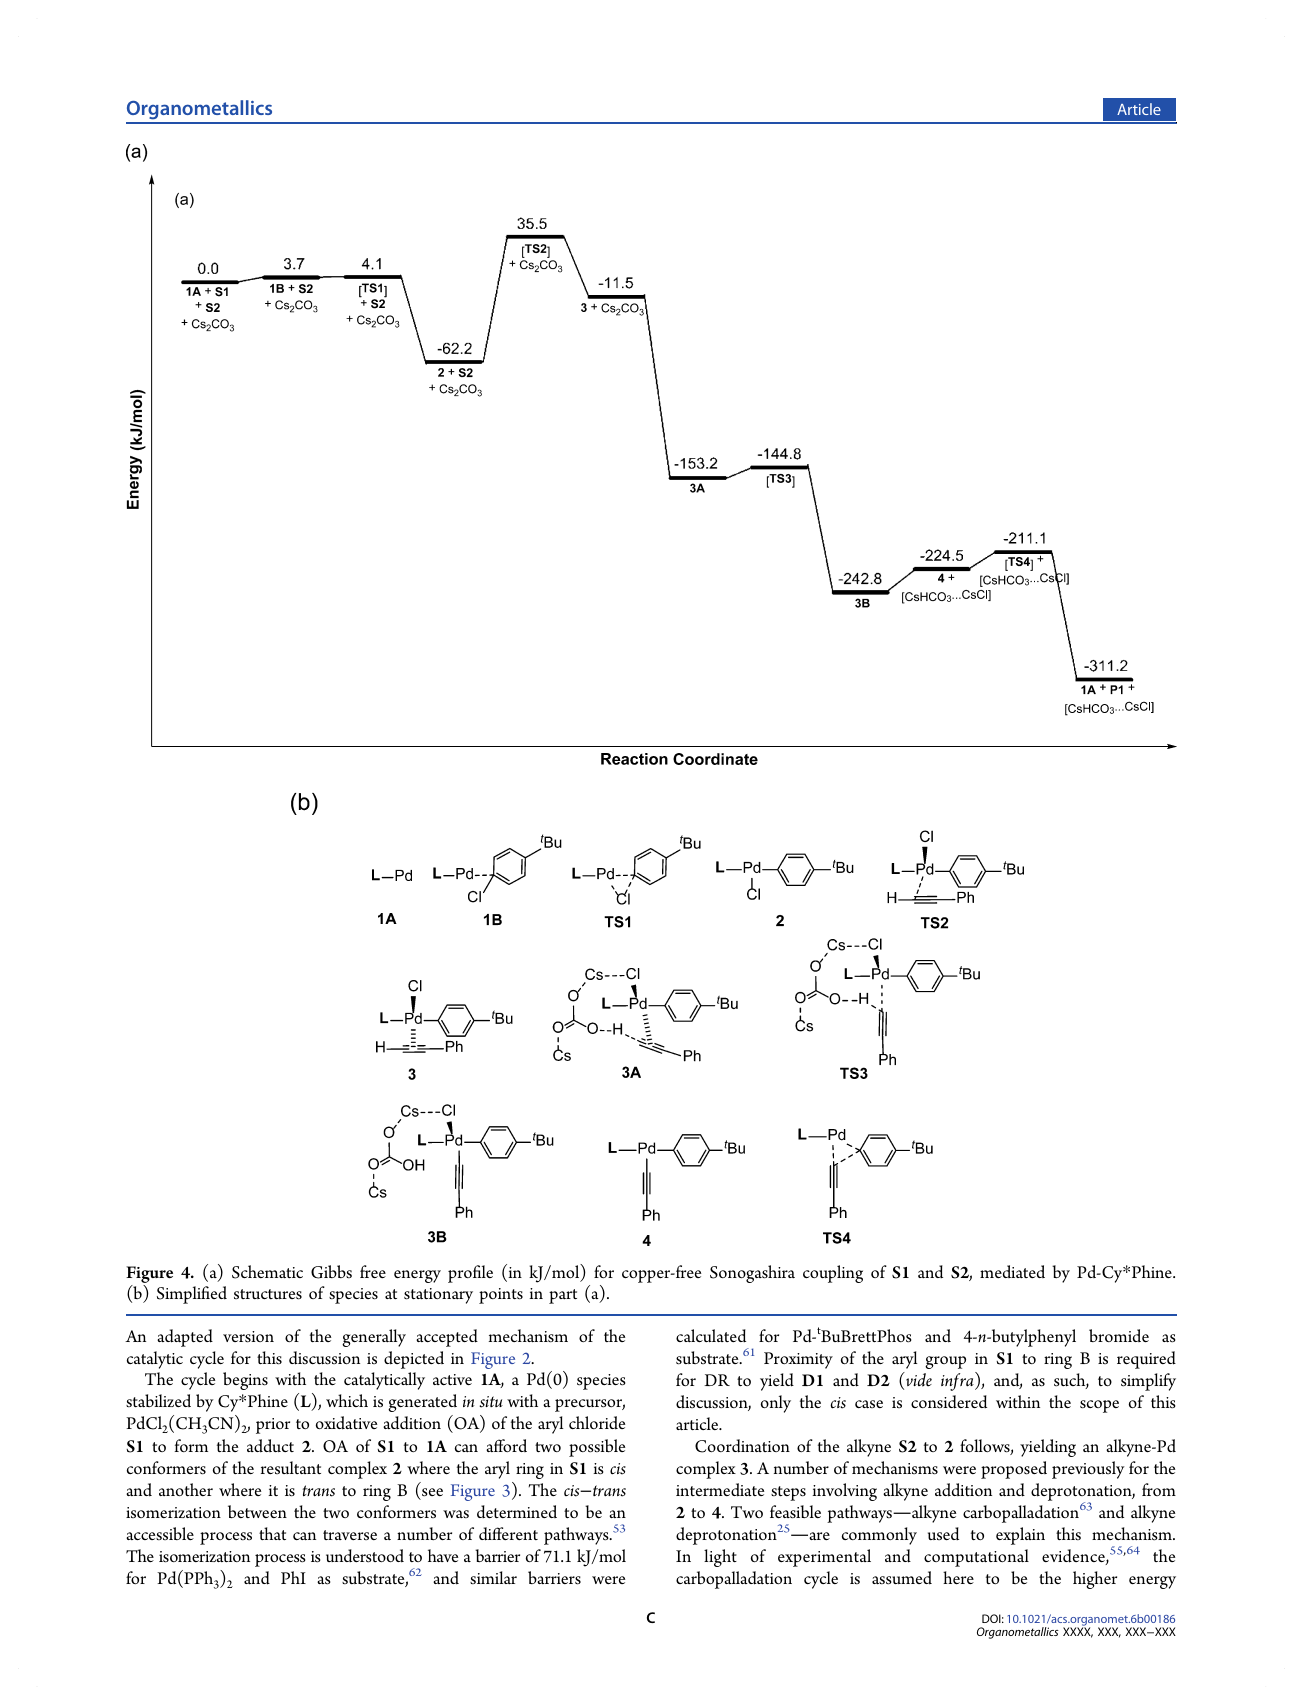 Organometallics
Article
(a)
(a)
Energy (kJ/mol)
0.0
1A + S1
+ S2
+ Cs2CO3
3.7
1B + S2
+ Cs2CO3
4.1
[TS1]
+ S2
+ Cs2CO3
-62.2
2 + S2
+ Cs2CO3
35.5
[TS2]
+ Cs2CO3
-11.5
3 + Cs2CO3
-153.2
3A
-144.8
[TS3]
-242.8
3B
-224.5
4 +
[CsHCO3...CsCl]
-211.1
[TS4] +
[CsHCO3...CsCl]
-311.2
1A + P1 +
[CsHCO3...CsCl]
Reaction Coordinate
(b)
L–Pd
1A
L–Pd
Cl
tBu
1B
L–Pd
Cl
tBu
TS1
L–Pd
Cl
tBu
2
Cl
L–Pd
tBu
H
Ph
TS2
Cl
L–Pd
tBu
H
Ph
3
Cs---Cl
O
L–Pd
tBu
O
O--H
Cs
Ph
3A
Cs---Cl
O
L–Pd
tBu
O
O--H
Cs
Ph
TS3
Cs---Cl
O
L–Pd
tBu
O
OH
Cs
Ph
3B
L–Pd
tBu
Ph
4
L–Pd
tBu
Ph
TS4
Figure 4. (a) Schematic Gibbs free energy profile (in kJ/mol) for copper-free Sonogashira coupling of S1 and S2, mediated by Pd-Cy*Phine.
(b) Simplified structures of species at stationary points in part (a).
An adapted version of the generally accepted mechanism of the
catalytic cycle for this discussion is depicted in Figure 2.
The cycle begins with the catalytically active 1A, a Pd(0) species
stabilized by Cy*Phine (L), which is generated in situ with a precursor,
PdCl2(CH3CN)2, prior to oxidative addition (OA) of the aryl chloride
S1 to form the adduct 2. OA of S1 to 1A can afford two possible
conformers of the resultant complex 2 where the aryl ring in S1 is cis
and another where it is trans to ring B (see Figure 3). The cis−trans
isomerization between the two conformers was determined to be an
accessible process that can traverse a number of different pathways.53
The isomerization process is understood to have a barrier of 71.1 kJ/mol
for Pd(PPh3)2 and PhI as substrate,62 and similar barriers were
calculated for Pd-tBuBrettPhos and 4-n-butylphenyl bromide as
substrate.61 Proximity of the aryl group in S1 to ring B is required
for DR to yield D1 and D2 (vide infra), and, as such, to simplify
discussion, only the cis case is considered within the scope of this
article.
Coordination of the alkyne S2 to 2 follows, yielding an alkyne-Pd
complex 3. A number of mechanisms were proposed previously for the
intermediate steps involving alkyne addition and deprotonation, from
2 to 4. Two feasible pathways—alkyne carbopalladation63 and alkyne
deprotonation25—are commonly used to explain this mechanism.
In light of experimental and computational evidence,55,64 the
carbopalladation cycle is assumed here to be the higher energy
C
DOI: 10.1021/acs.organomet.6b00186
Organometallics XXXX, XXX, XXX−XXX